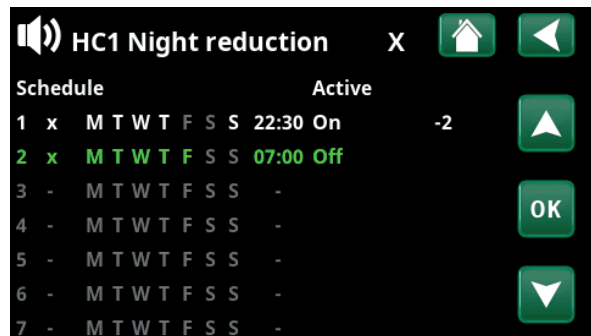 HC1 Night reduction X
Schedule Active
1 x M T W T F S S 22:30 On -2
2 x M T W T F S S 07:00 Off
3 - M T W T F S S -
4 - M T W T F S S -
5 - M T W T F S S -
6 - M T W T F S S -
7 - M T W T F S S -
OK